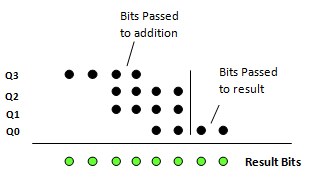 Bits Passed
to addition
Q3
Bits Passed
to result
Q2
Q1
Q0
Result Bits